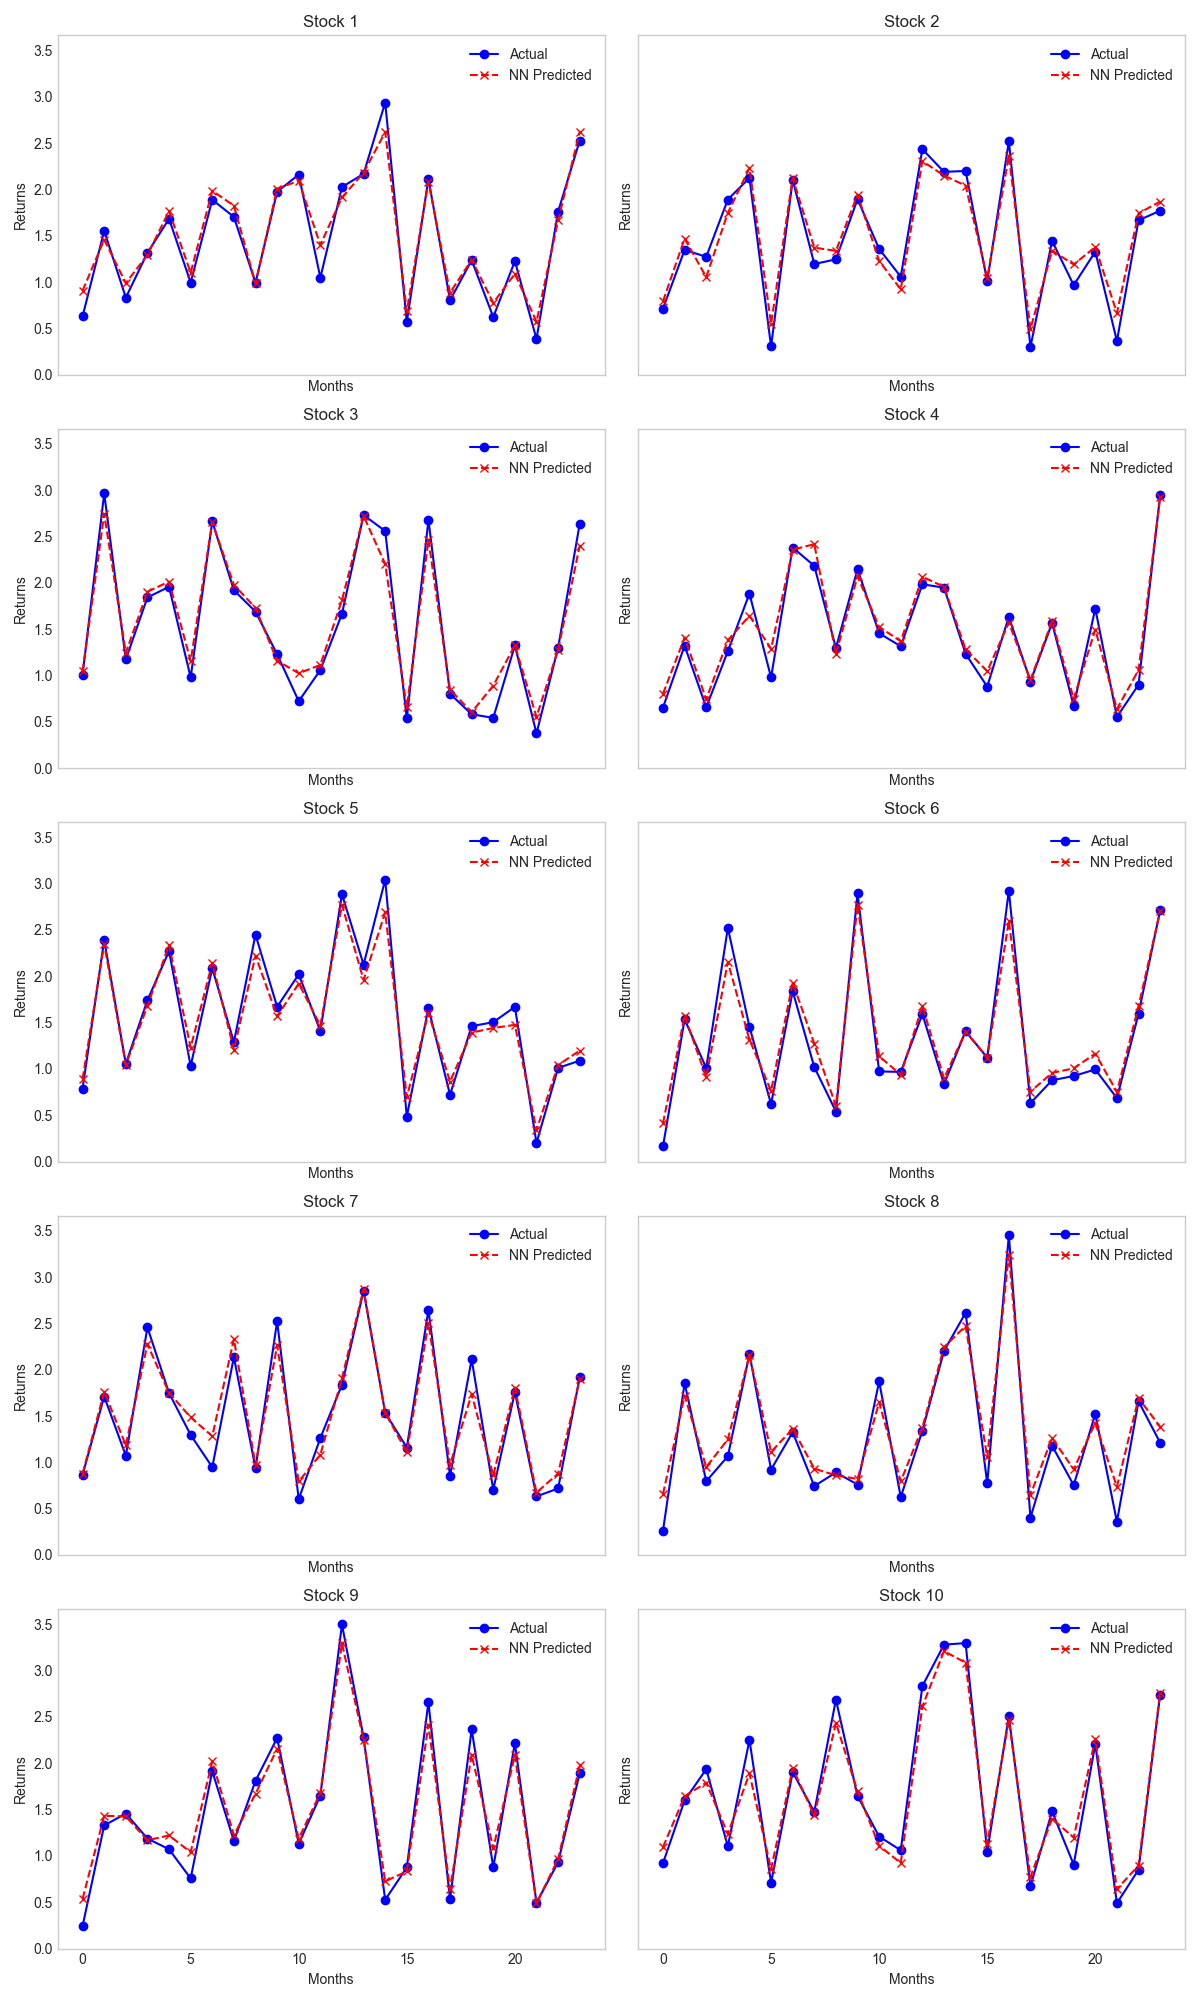 Stock 1
Stock 2
3.5
3.0
2.5
2.0
1.5
1.0
0.5
0.0
Returns
Actual
NN Predicted
Months
Returns
Actual
NN Predicted
Months
Stock 3
Stock 4
3.5
3.0
2.5
2.0
1.5
1.0
0.5
0.0
Returns
Actual
NN Predicted
Months
Returns
Actual
NN Predicted
Months
Stock 5
Stock 6
3.5
3.0
2.5
2.0
1.5
1.0
0.5
0.0
Returns
Actual
NN Predicted
Months
Returns
Actual
NN Predicted
Months
Stock 7
Stock 8
3.5
3.0
2.5
2.0
1.5
1.0
0.5
0.0
Returns
Actual
NN Predicted
Months
Returns
Actual
NN Predicted
Months
Stock 9
Stock 10
3.5
3.0
2.5
2.0
1.5
1.0
0.5
0.0
Returns
Actual
NN Predicted
0 5 10 15 20
Months
Returns
Actual
NN Predicted
0 5 10 15 20
Months